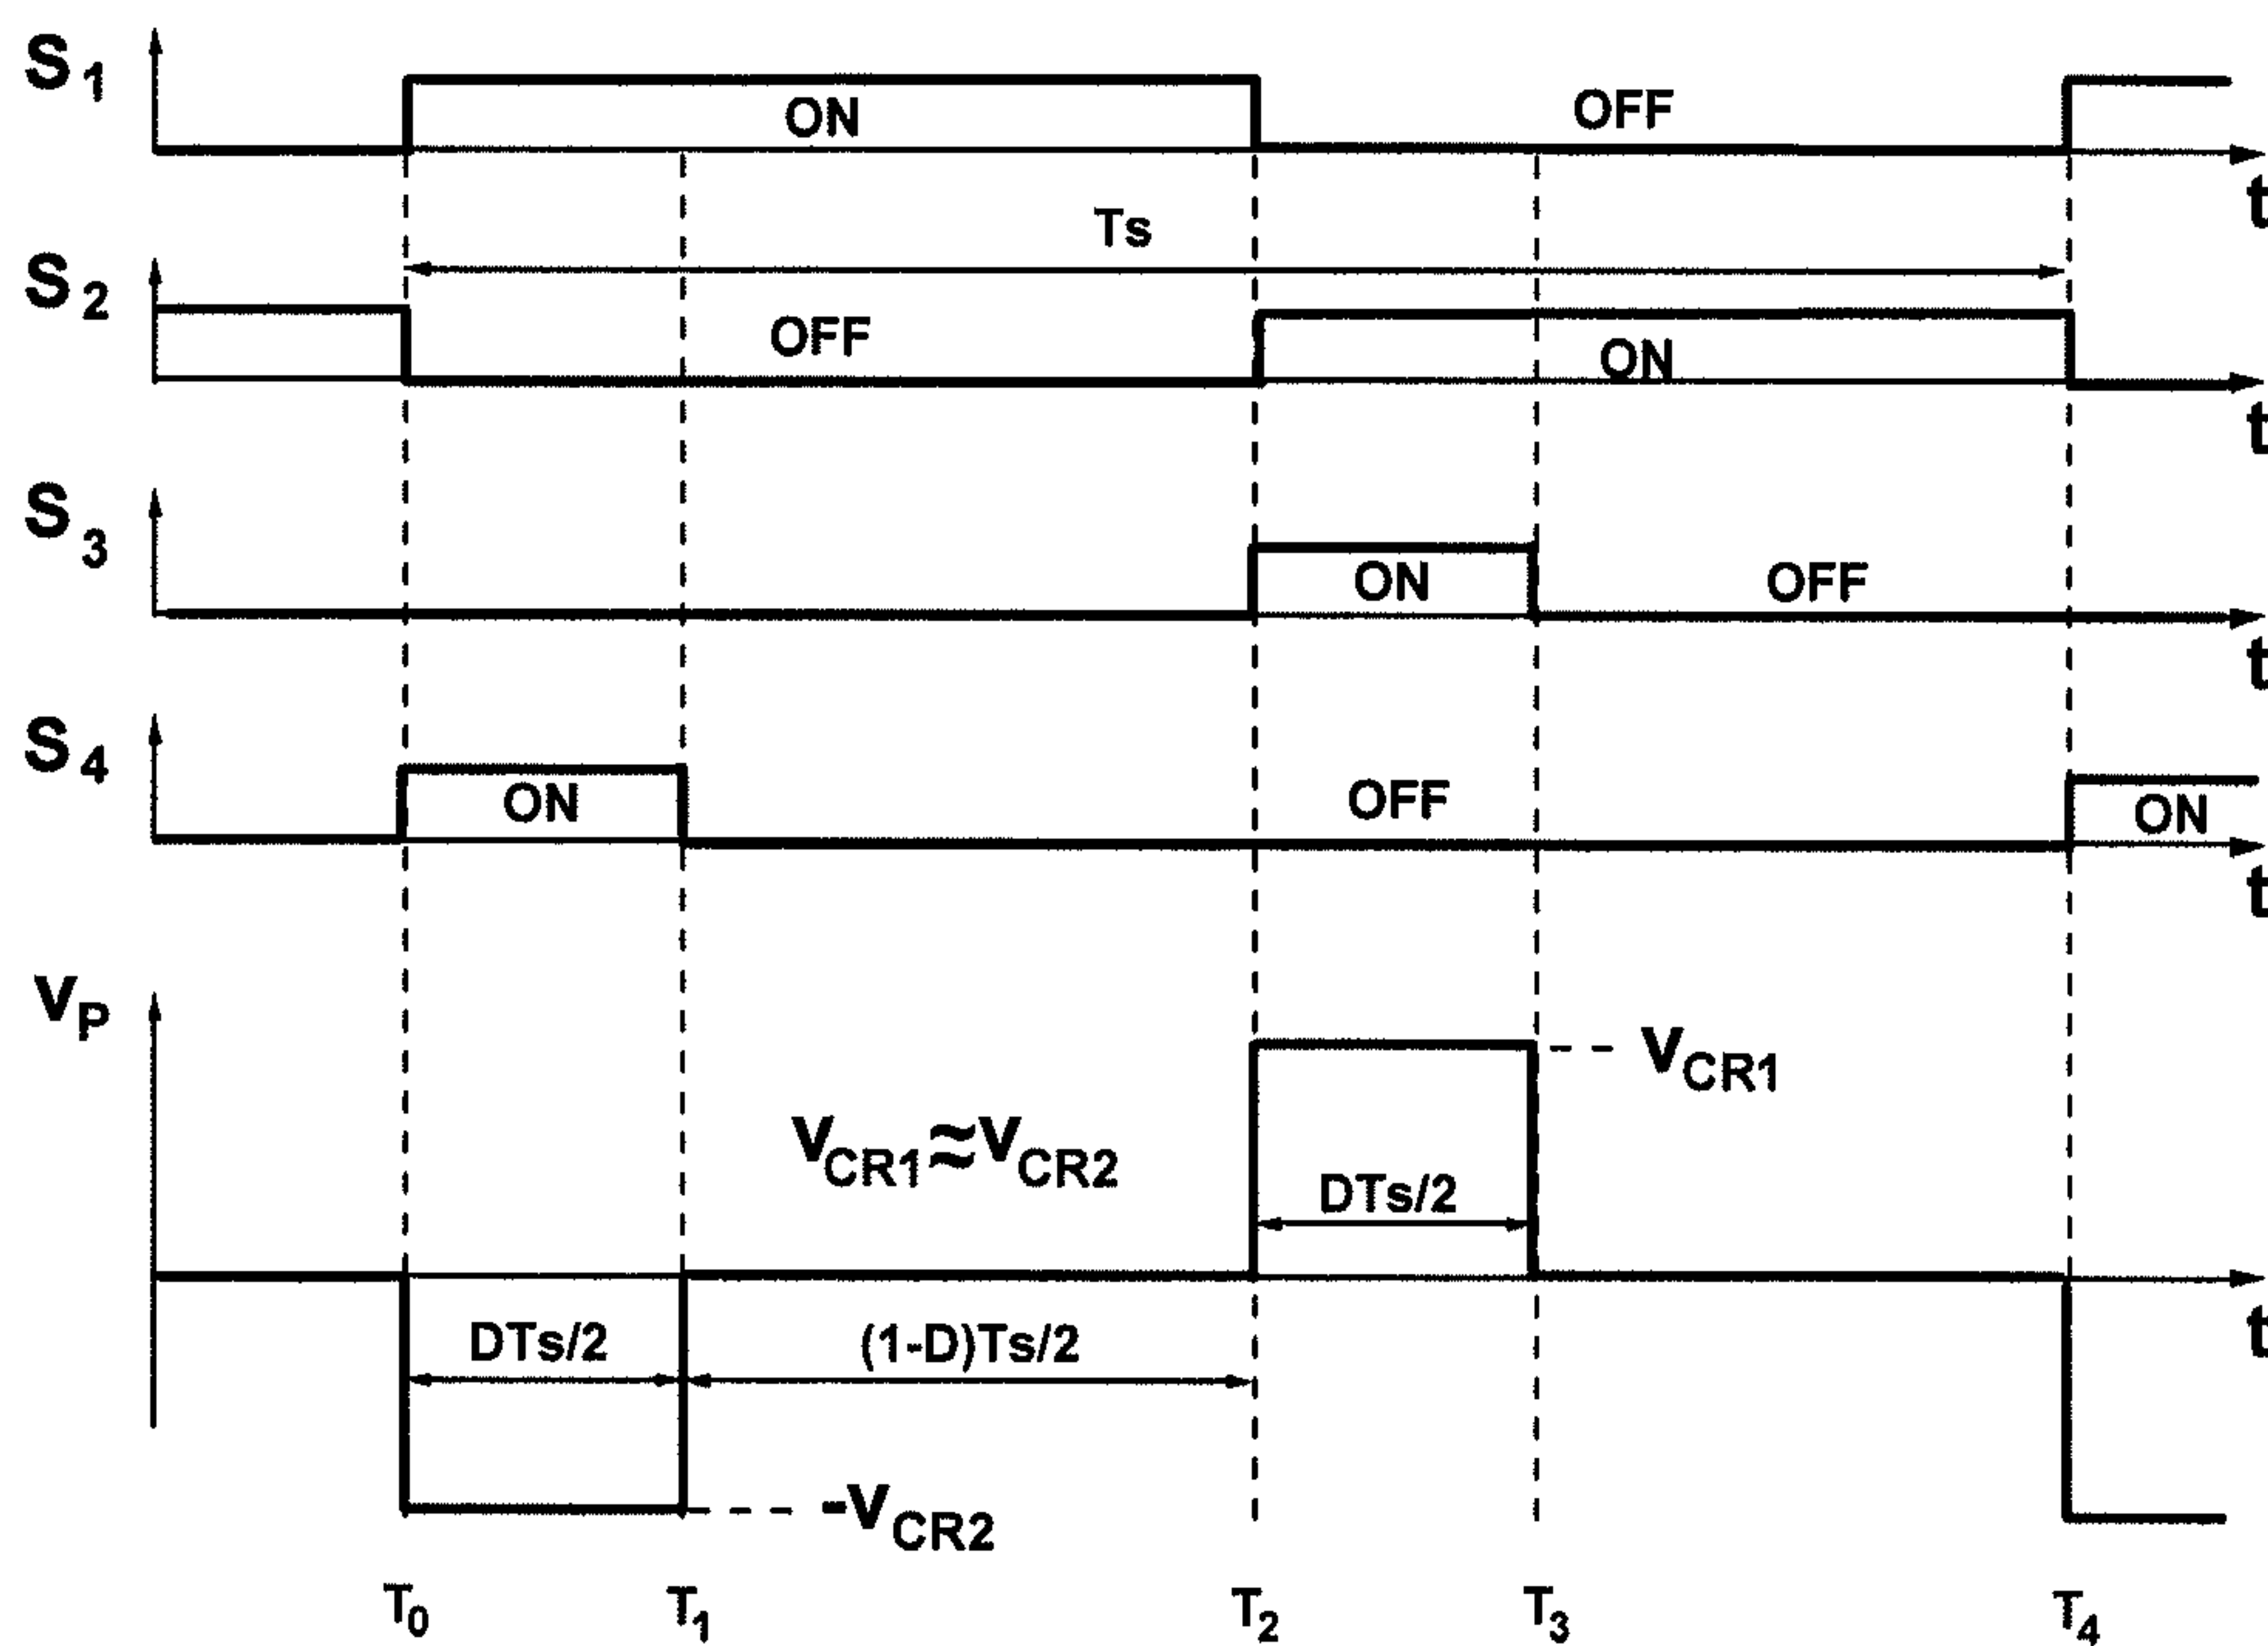 S1
ON
OFF
t
Ts
S2
OFF
ON
t
S3
ON
OFF
t
S4
ON
OFF
ON
t
VP
VCR1
VCR1≈VCR2
DTs/2
DTs/2
(1-D)Ts/2
t
-VCR2
T0
T1
T2
T3
T4